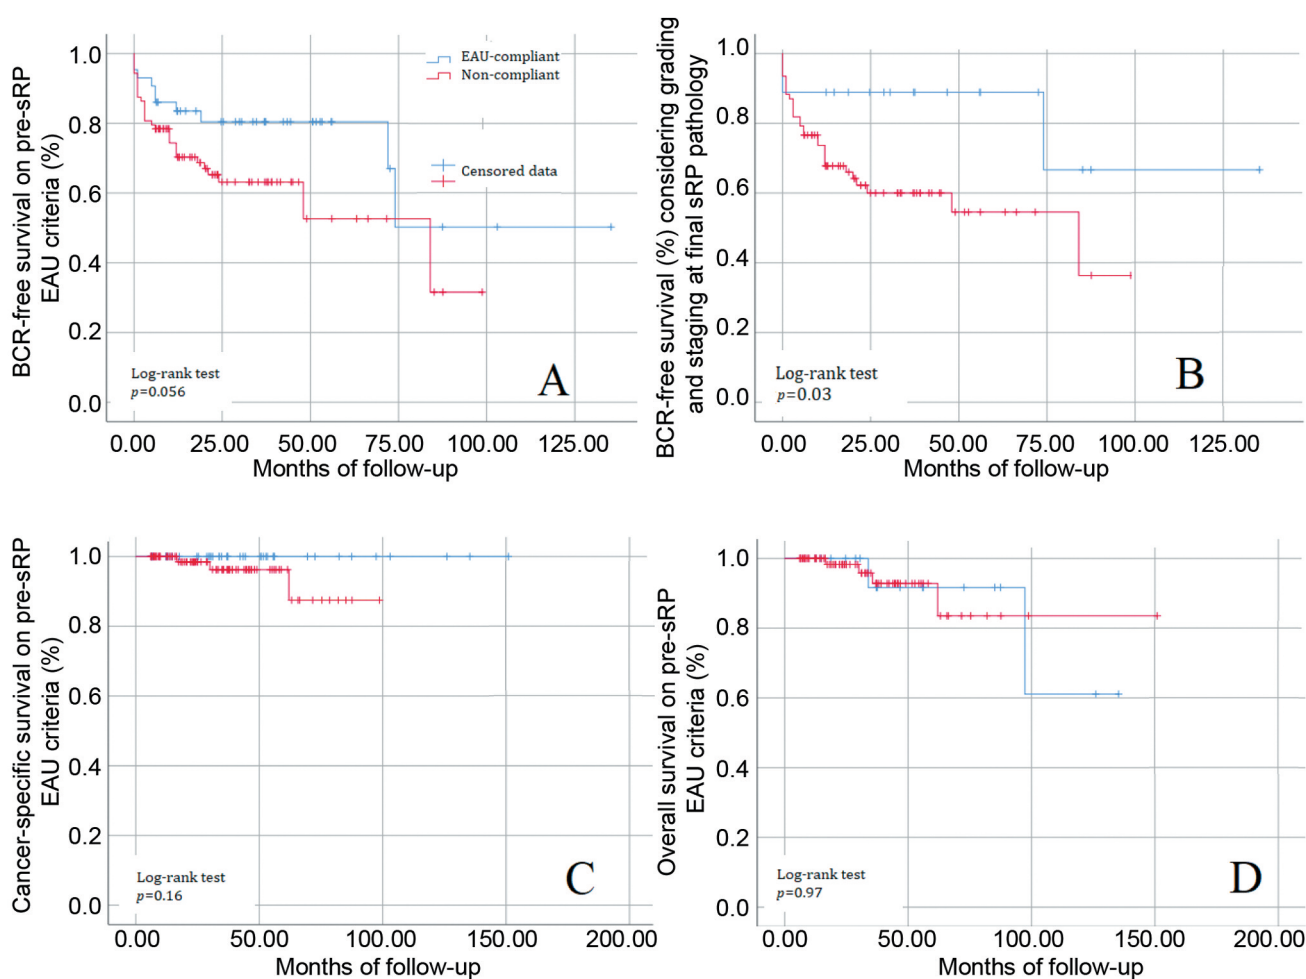 BCR-free survival on pre-sRP
EAU criteria (%)
1.0
0.8
0.6
0.4
0.2
0.0
EAU-compliant
Non-compliant
Censored data
Log-rank test
p=0.056
A
0.00 25.00 50.00 75.00 100.00 125.00
Months of follow-up
BCR-free survival (%) considering grading
and staging at final sRP pathology
1.0
0.8
0.6
0.4
0.2
0.0
Log-rank test
p=0.03
B
0.00 25.00 50.00 75.00 100.00 125.00
Months of follow-up
Cancer-specific survival on pre-sRP
EAU criteria (%)
1.0
0.8
0.6
0.4
0.2
0.0
Log-rank test
p=0.16
C
0.00 50.00 100.00 150.00 200.00
Months of follow-up
Overall survival on pre-sRP
EAU criteria (%)
1.0
0.8
0.6
0.4
0.2
0.0
Log-rank test
p=0.97
D
0.00 50.00 100.00 150.00 200.00
Months of follow-up